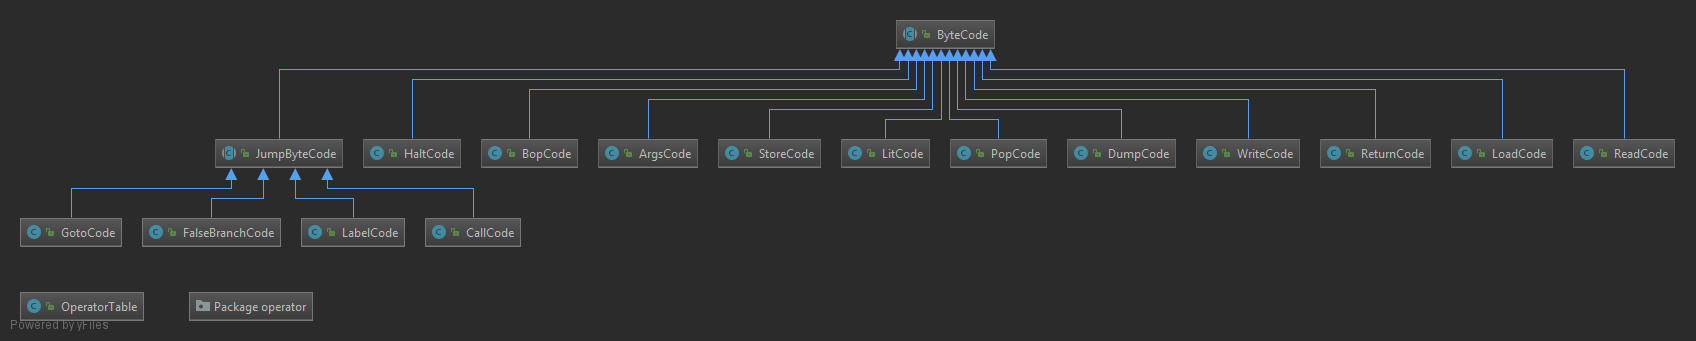 ByteCode
JumpByteCode
HaltCode
BopCode
ArgsCode
StoreCode
LitCode
PopCode
DumpCode
WriteCode
ReturnCode
LoadCode
ReadCode
GotoCode
FalseBranchCode
LabelCode
CallCode
OperatorTable
Package operator
Powered by yFiles